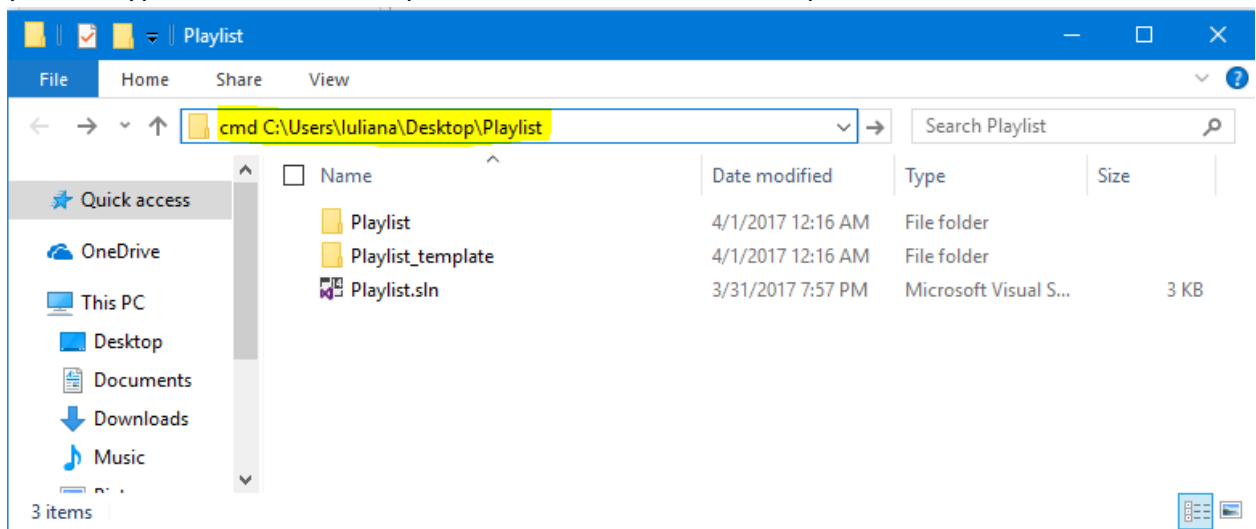 Playlist
File Home Share View
cmd C:\Users\Iuliana\Desktop\Playlist Search Playlist
Name Date modified Type Size
Quick access
Playlist 4/1/2017 12:16 AM File folder
OneDrive
Playlist_template 4/1/2017 12:16 AM File folder
This PC
Playlist.sln 3/31/2017 7:57 PM Microsoft Visual S... 3 KB
Desktop
Documents
Downloads
Music
3 items